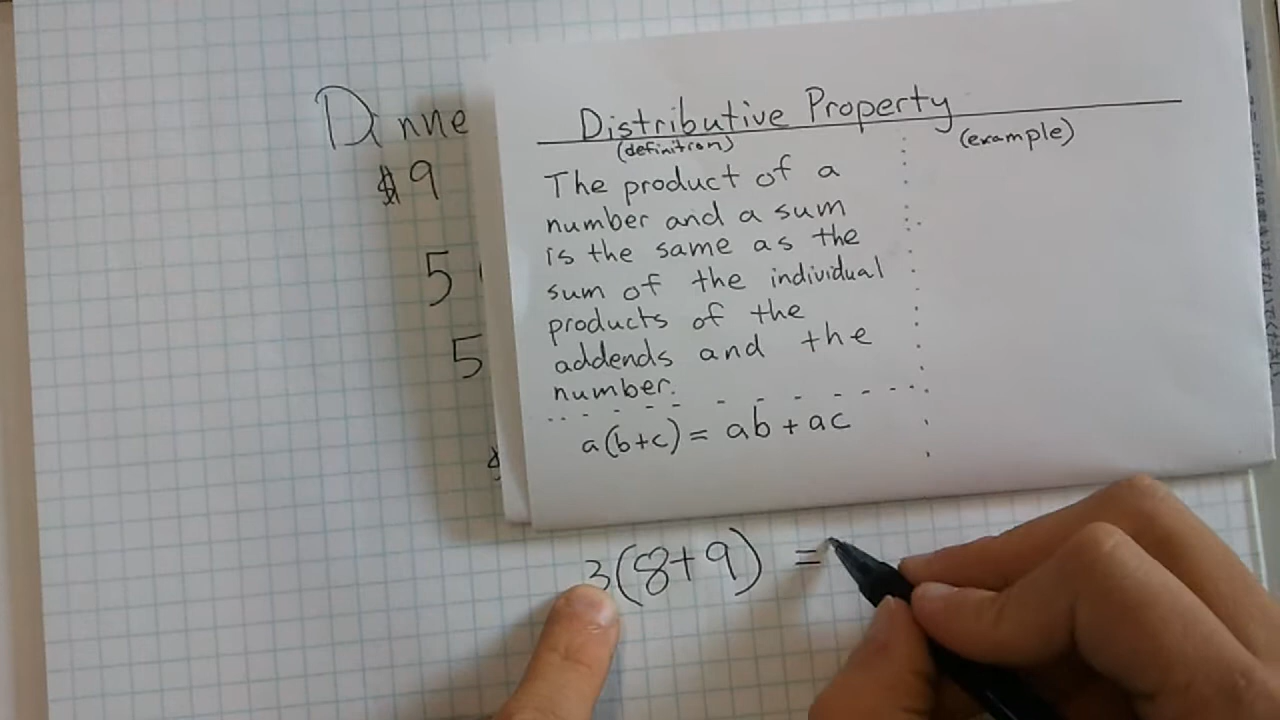 Dinne
$9
5
5
Distributive Property
(definition)
(example)
The product of a
number and a sum
is the same as the
sum of the individual
products of the
addends and the
number.
a(b+c) = ab + ac
3(8+9) =